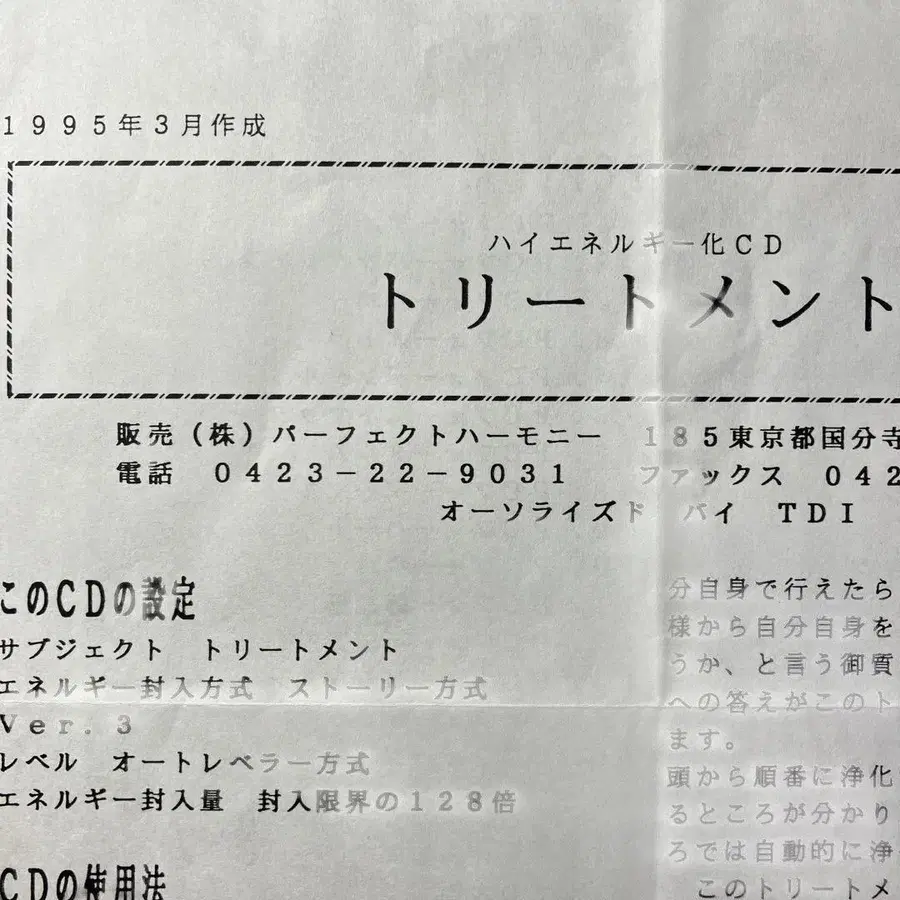 1995年3月作成
ハイエネルギー化CD
トリートメント
販売(株)パーフェクトハーモニー 185東京都国分寺
電話 0423-22-9031 ファックス 042
オーソライズド バイ TDI
このCDの設定
サブジェクト トリートメント
エネルギー封入方式 ストーリー方式
Ver.3
レベル オートレベラー方式
エネルギー封入量 封入限界の128倍
CDの使用法
分自身で行えたら
様から自分自身を
うか、と言う御質
への答えがこのト
ます。
頭から順番に浄化
るところが分かり
ろでは自動的に浄
このトリートメ